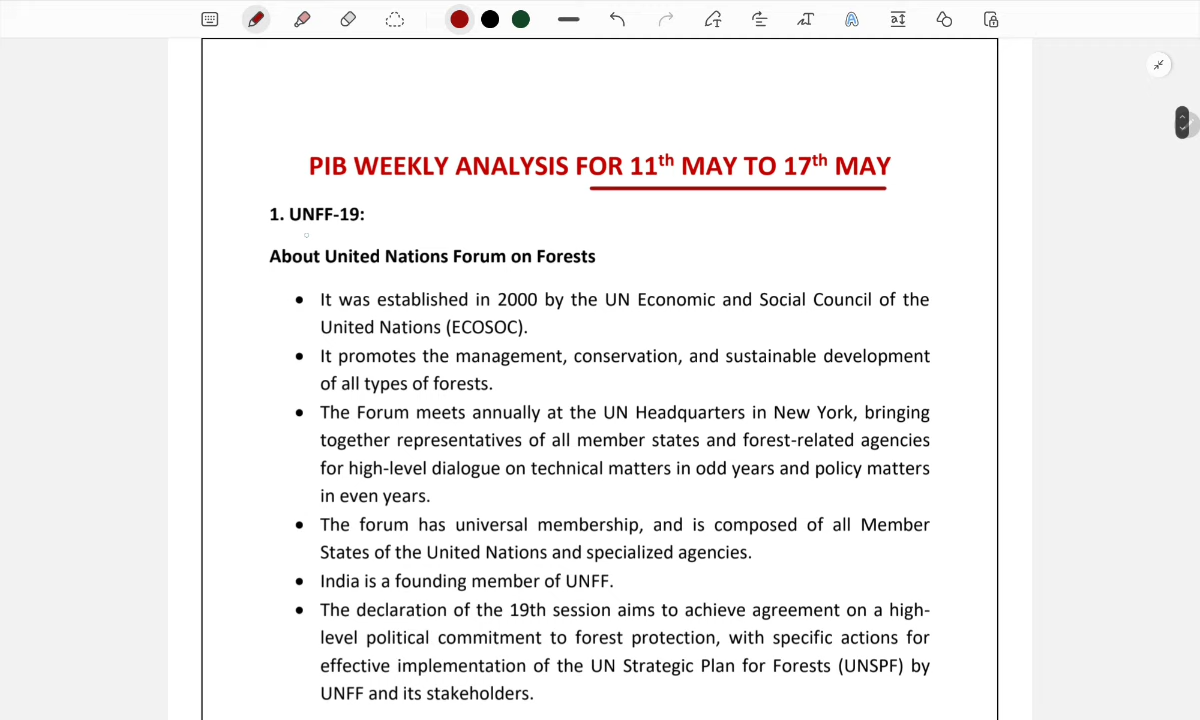 PIB WEEKLY ANALYSIS FOR 11th MAY TO 17th MAY
1. UNFF-19:
About United Nations Forum on Forests
• It was established in 2000 by the UN Economic and Social Council of the
United Nations (ECOSOC).
• It promotes the management, conservation, and sustainable development
of all types of forests.
• The Forum meets annually at the UN Headquarters in New York, bringing
together representatives of all member states and forest-related agencies
for high-level dialogue on technical matters in odd years and policy matters
in even years.
• The forum has universal membership, and is composed of all Member
States of the United Nations and specialized agencies.
• India is a founding member of UNFF.
• The declaration of the 19th session aims to achieve agreement on a high-
level political commitment to forest protection, with specific actions for
effective implementation of the UN Strategic Plan for Forests (UNSPF) by
UNFF and its stakeholders.